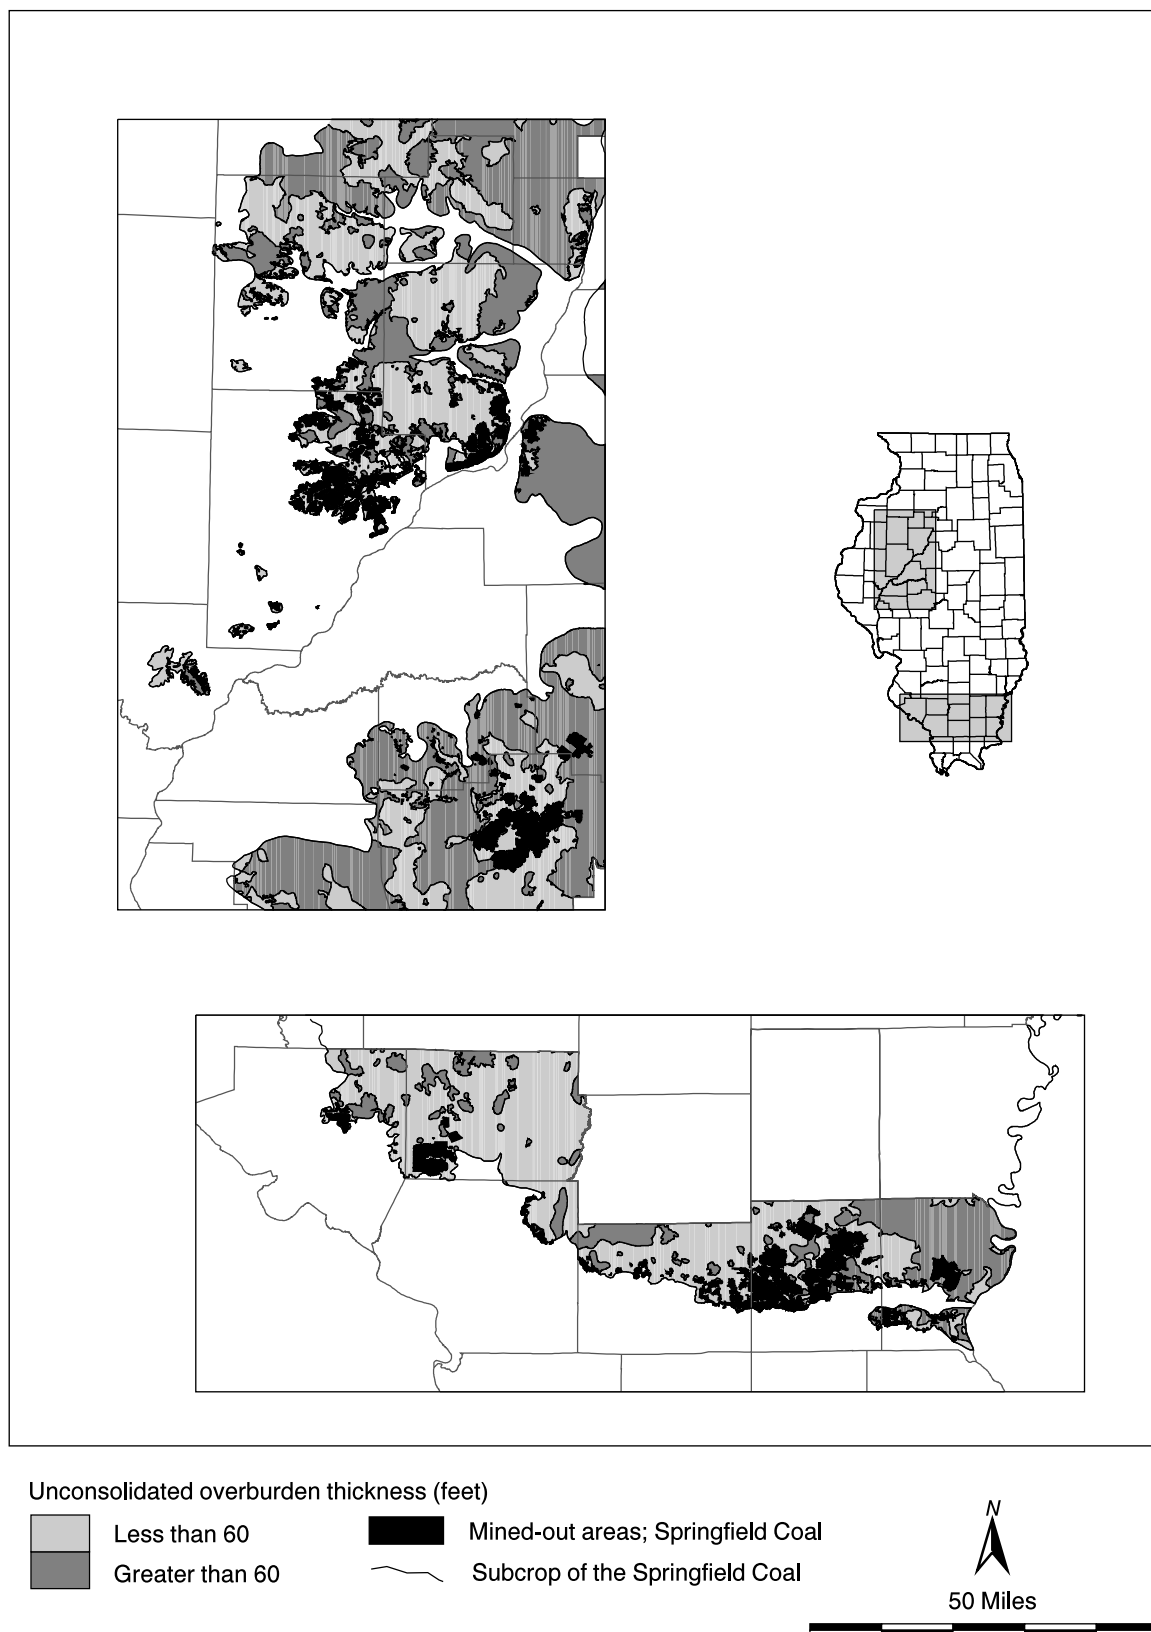 Unconsolidated overburden thickness (feet)
Less than 60
Greater than 60
Mined-out areas; Springfield Coal
Subcrop of the Springfield Coal
N
50 Miles